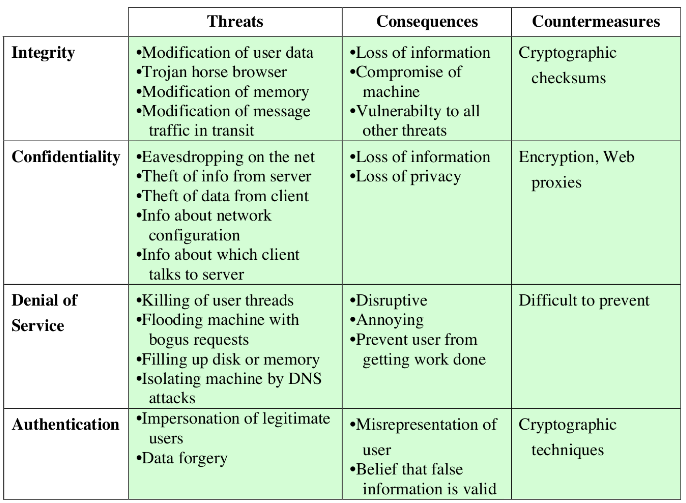 Threats Consequences Countermeasures
Integrity
•Modification of user data
•Trojan horse browser
•Modification of memory
•Modification of message
traffic in transit
•Loss of information
•Compromise of
machine
•Vulnerabilty to all
other threats
Cryptographic
checksums
Confidentiality
•Eavesdropping on the net
•Theft of info from server
•Theft of data from client
•Info about network
configuration
•Info about which client
talks to server
•Loss of information
•Loss of privacy
Encryption, Web
proxies
Denial of
Service
•Killing of user threads
•Flooding machine with
bogus requests
•Filling up disk or memory
•Isolating machine by DNS
attacks
•Disruptive
•Annoying
•Prevent user from
getting work done
Difficult to prevent
Authentication
•Impersonation of legitimate
users
•Data forgery
•Misrepresentation of
user
•Belief that false
information is valid
Cryptographic
techniques